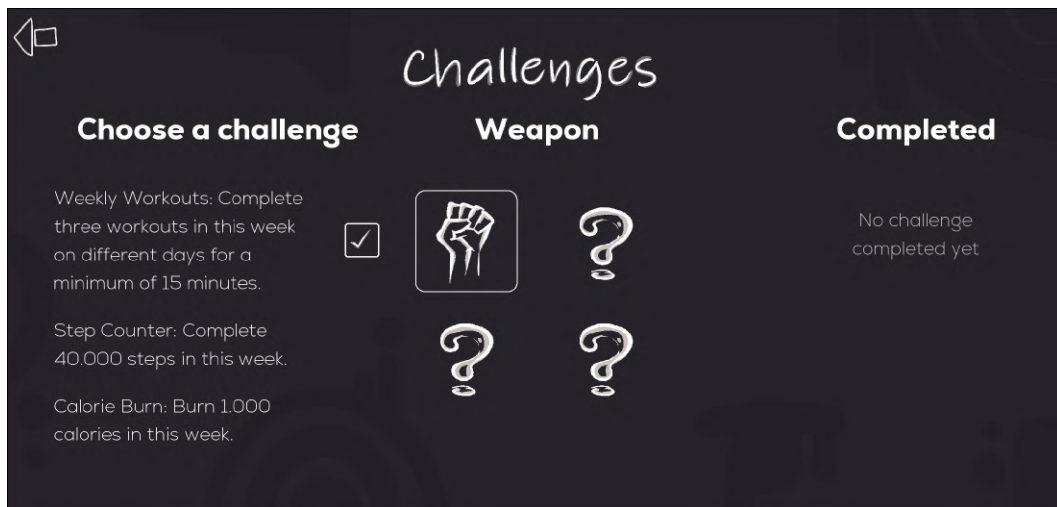 Challenges
Choose a challenge
Weekly Workouts: Complete
three workouts in this week
on different days for a
minimum of 15 minutes.
Step Counter: Complete
40.000 steps in this week.
Calorie Burn: Burn 1.000
calories in this week.
Weapon
?
?
?
Completed
No challenge
completed yet